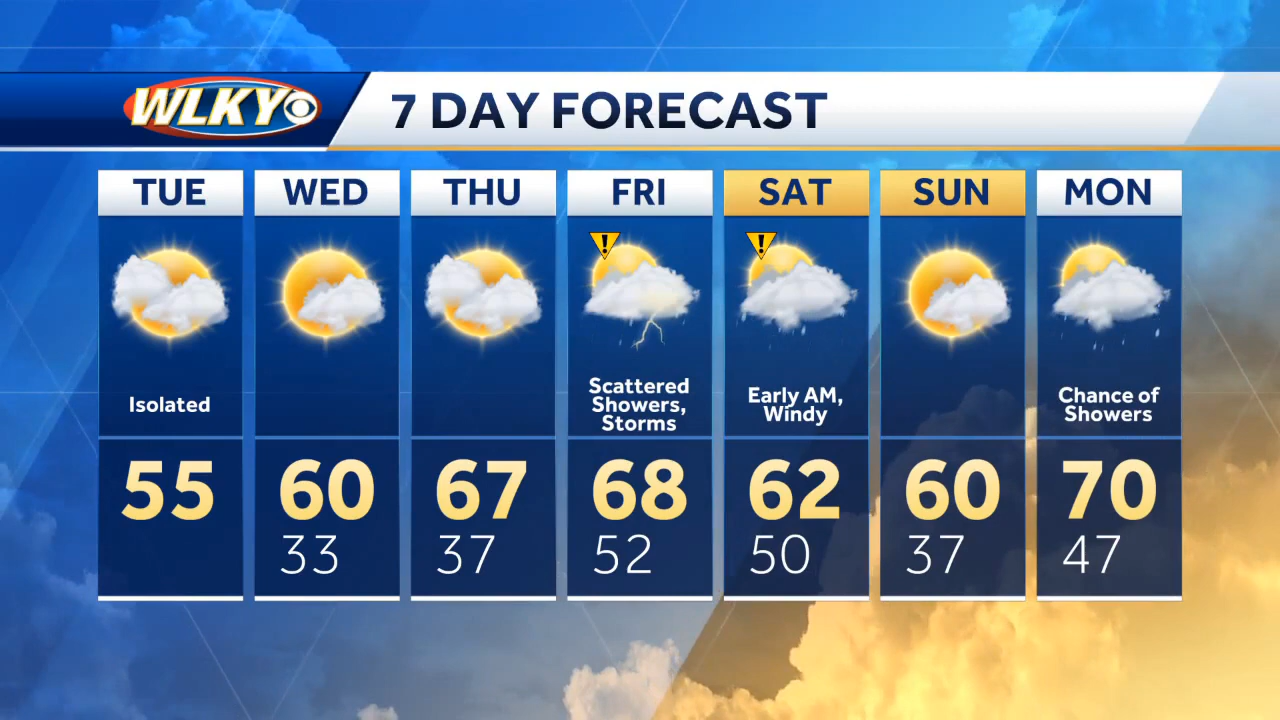 WLKY
7 DAY FORECAST
TUE
Isolated
55
WED
60
33
THU
67
37
FRI
!
Scattered
Showers,
Storms
68
52
SAT
!
Early AM,
Windy
62
50
SUN
60
37
MON
Chance of
Showers
70
47